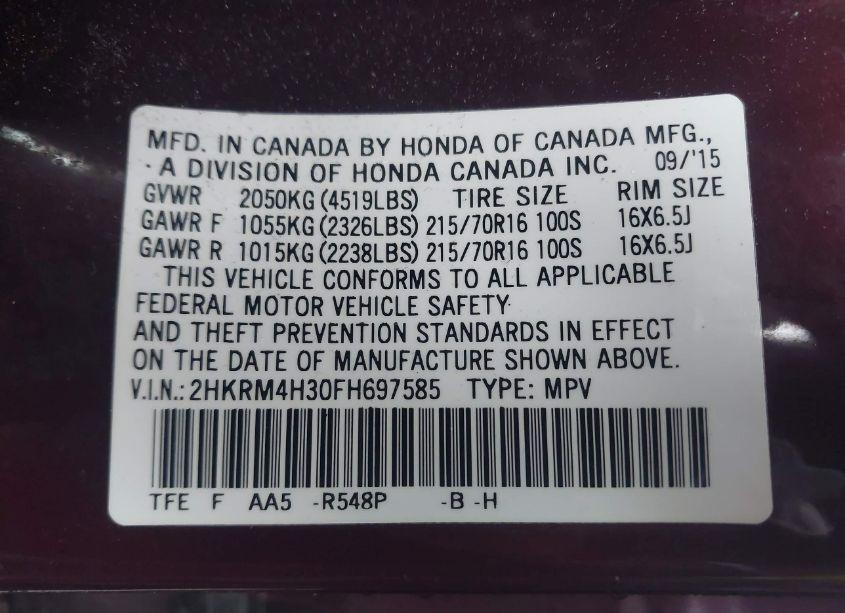 MFD. IN CANADA BY HONDA OF CANADA MFG.,
A DIVISION OF HONDA CANADA INC. 09/'15
GVWR 2050KG (4519LBS) TIRE SIZE RIM SIZE
GAWR F 1055KG (2326LBS) 215/70R16 100S 16X6.5J
GAWR R 1015KG (2238LBS) 215/70R16 100S 16X6.5J
THIS VEHICLE CONFORMS TO ALL APPLICABLE
FEDERAL MOTOR VEHICLE SAFETY
AND THEFT PREVENTION STANDARDS IN EFFECT
ON THE DATE OF MANUFACTURE SHOWN ABOVE.
V.I.N.: 2HKRM4H30FH697585 TYPE: MPV
TFE F AA5 -R548P -B -H